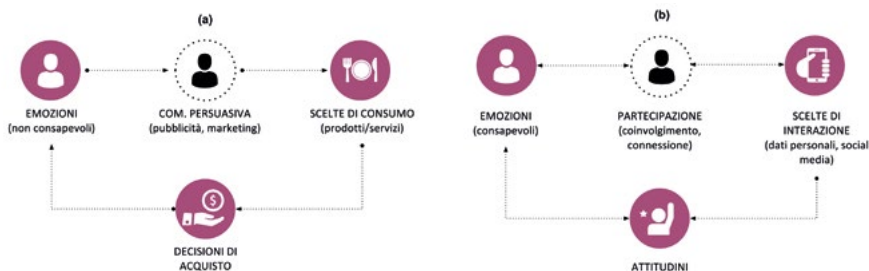 (a)
EMOZIONI
(non consapevoli)
COM. PERSUASIVA
(pubblicità, marketing)
SCELTE DI CONSUMO
(prodotti/servizi)
$
DECISIONI DI
ACQUISTO
(b)
EMOZIONI
(consapevoli)
PARTECIPAZIONE
(coinvolgimento,
connessione)
SCELTE DI
INTERAZIONE
(dati personali, social
media)
ATTITUDINI